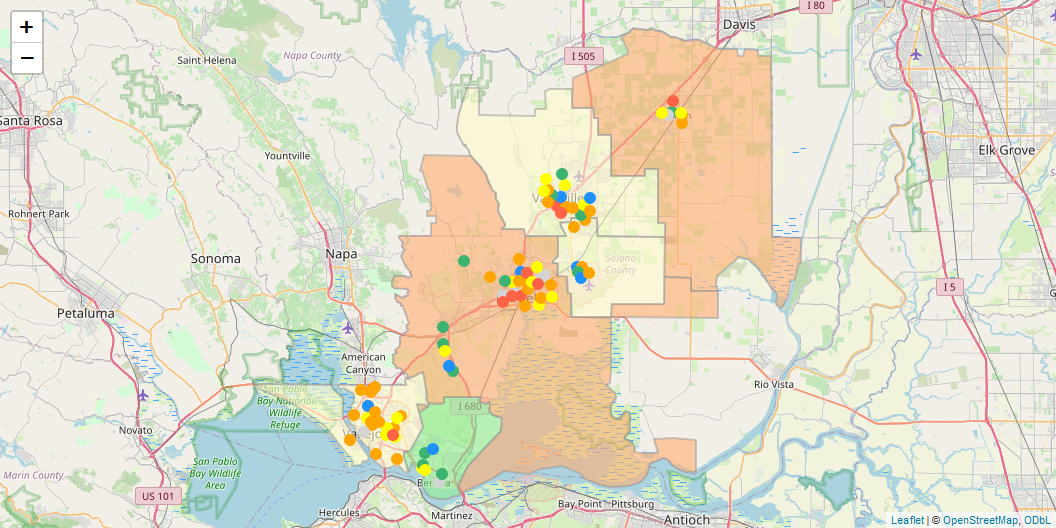 +
−
Davis
I 80
Saint Helena
Napa County
I 505
Santa Rosa
Elk Grove
Yountville
Rohnert Park
Napa
Sonoma
Solano
County
I 5
Petaluma
American
Canyon
Rio Vista
San Pablo
Bay National
Wildlife
Refuge
I 680
Novato
San Pablo
Bay Wildlife
Area
Marin County
US 101
Hercules
Martinez
Bay Point
Pittsburg
Antioch
Leaflet | © OpenStreetMap, ODbL